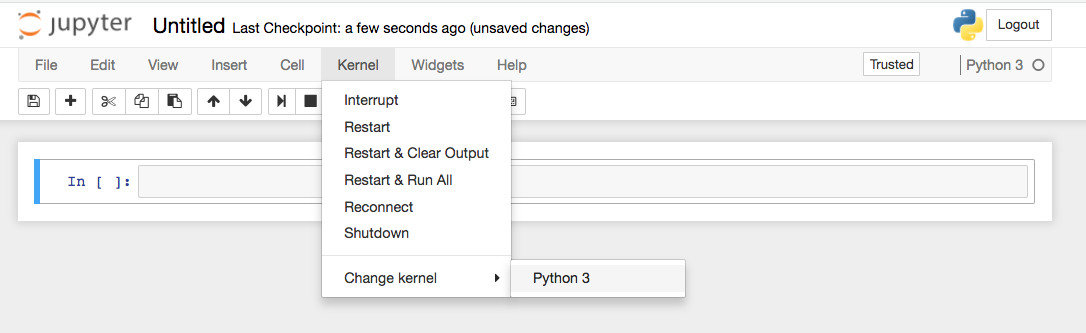 jupyter Untitled Last Checkpoint: a few seconds ago (unsaved changes) Logout
File Edit View Insert Cell Kernel Widgets Help Trusted Python 3
Interrupt
Restart
Restart & Clear Output
In [ ]: Restart & Run All
Reconnect
Shutdown
Change kernel Python 3